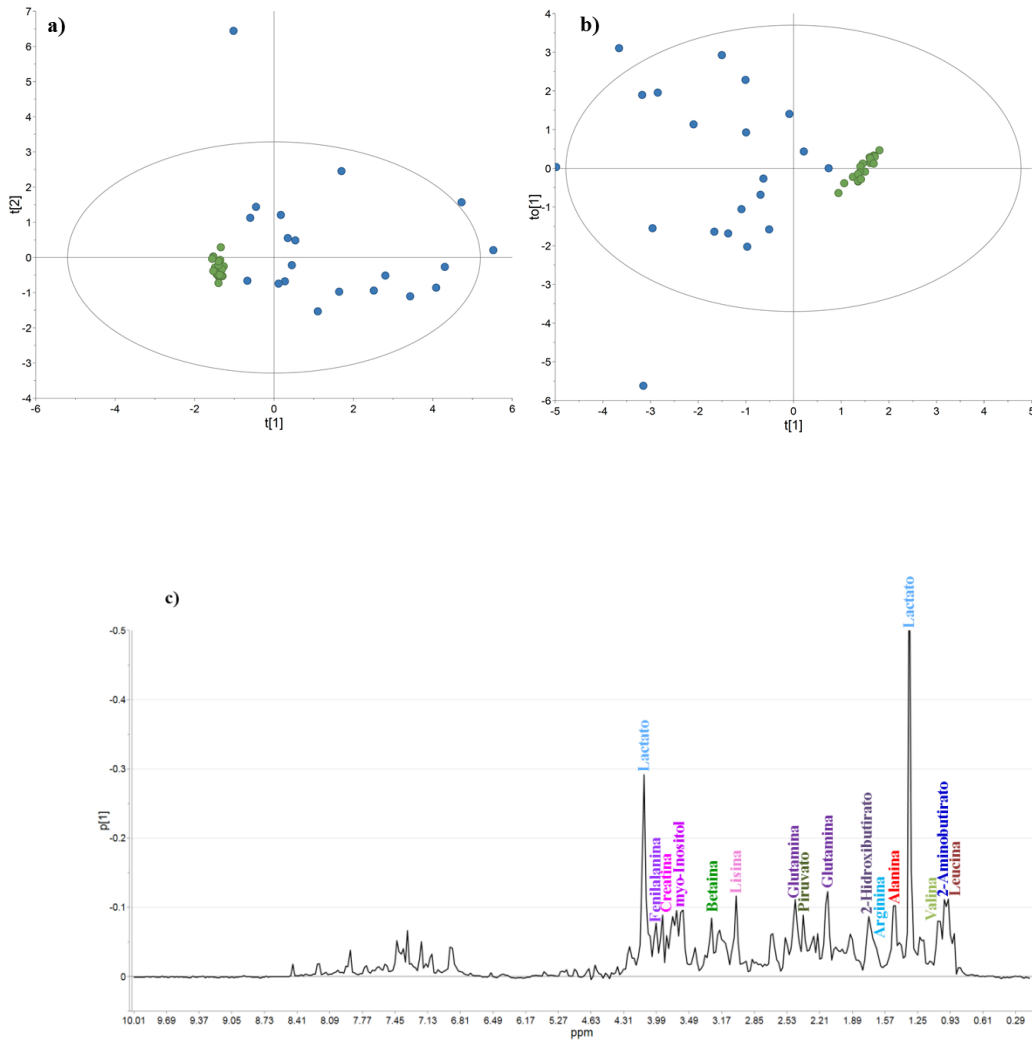 a)
7
6
5
4
3
2
1
0
-1
-2
-3
-4
-6 -4 -2 0 2 4 6
t[2]
t[1]
b)
4
3
2
1
0
-1
-2
-3
-4
-5
-6
-5 -4 -3 -2 -1 0 1 2 3 4 5
to[1]
t[1]
c)
-0.5
-0.4
-0.3
-0.2
-0.1
0
p[1]
Lactato
Fenilalanina
Creatina
myo-Inositol
Betaina
Lisina
Glutamina
Piruvato
Glutamina
2-Hidroxibutirato
Arginina
Alanina
Lactato
Valina
2-Aminobutirato
Leucina
10.01 9.69 9.37 9.05 8.73 8.41 8.09 7.77 7.45 7.13 6.81 6.49 6.17 5.59 5.27 4.95 4.63 4.31 3.99 3.81 3.49 3.17 2.85 2.53 2.21 1.89 1.57 1.25 0.93 0.61 0.29
ppm